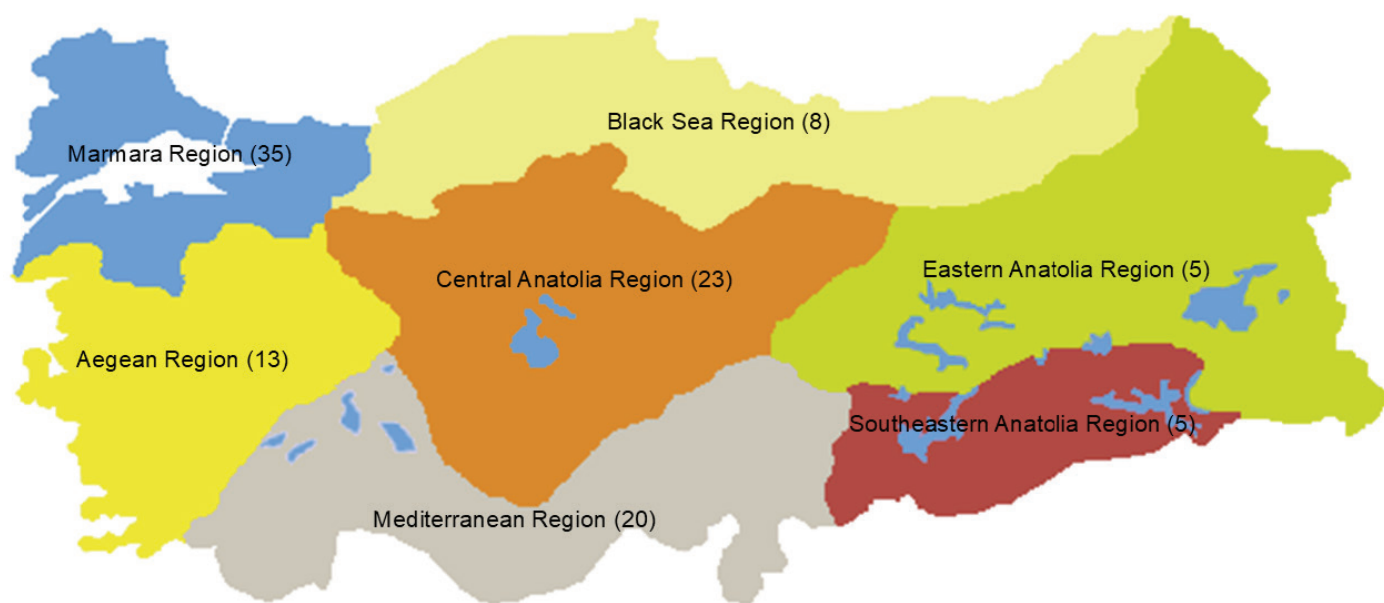 Black Sea Region (8)
Marmara Region (35)
Central Anatolia Region (23)
Eastern Anatolia Region (5)
Aegean Region (13)
Southeastern Anatolia Region (5)
Mediterranean Region (20)